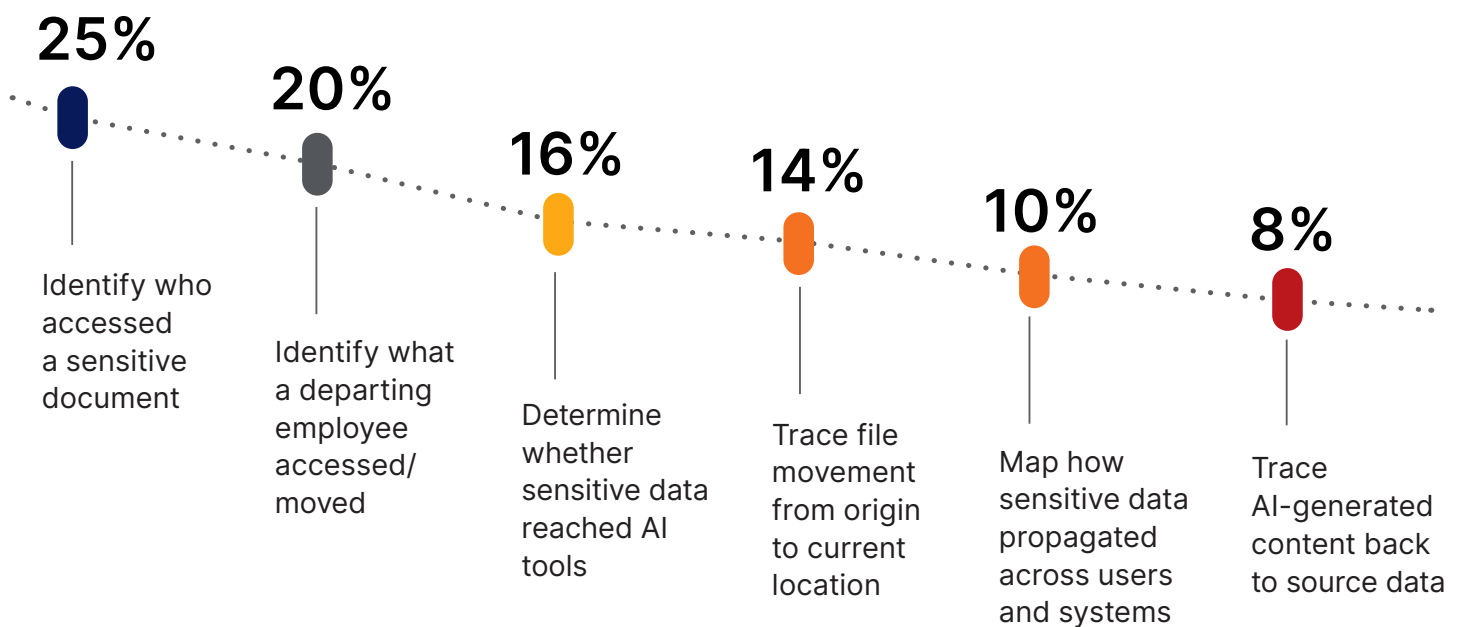 25%
Identify who
accessed
a sensitive
document
20%
Identify what
a departing
employee
accessed/
moved
16%
Determine
whether
sensitive data
reached AI
tools
14%
Trace file
movement
from origin
to current
location
10%
Map how
sensitive data
propagated
across users
and systems
8%
Trace
AI-generated
content back
to source data